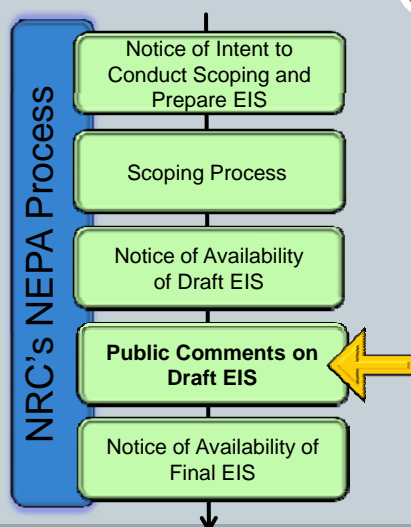 NRC's NEPA Process
Notice of Intent to
Conduct Scoping and
Prepare EIS
Scoping Process
Notice of Availability
of Draft EIS
Public Comments on
Draft EIS
Notice of Availability of
Final EIS